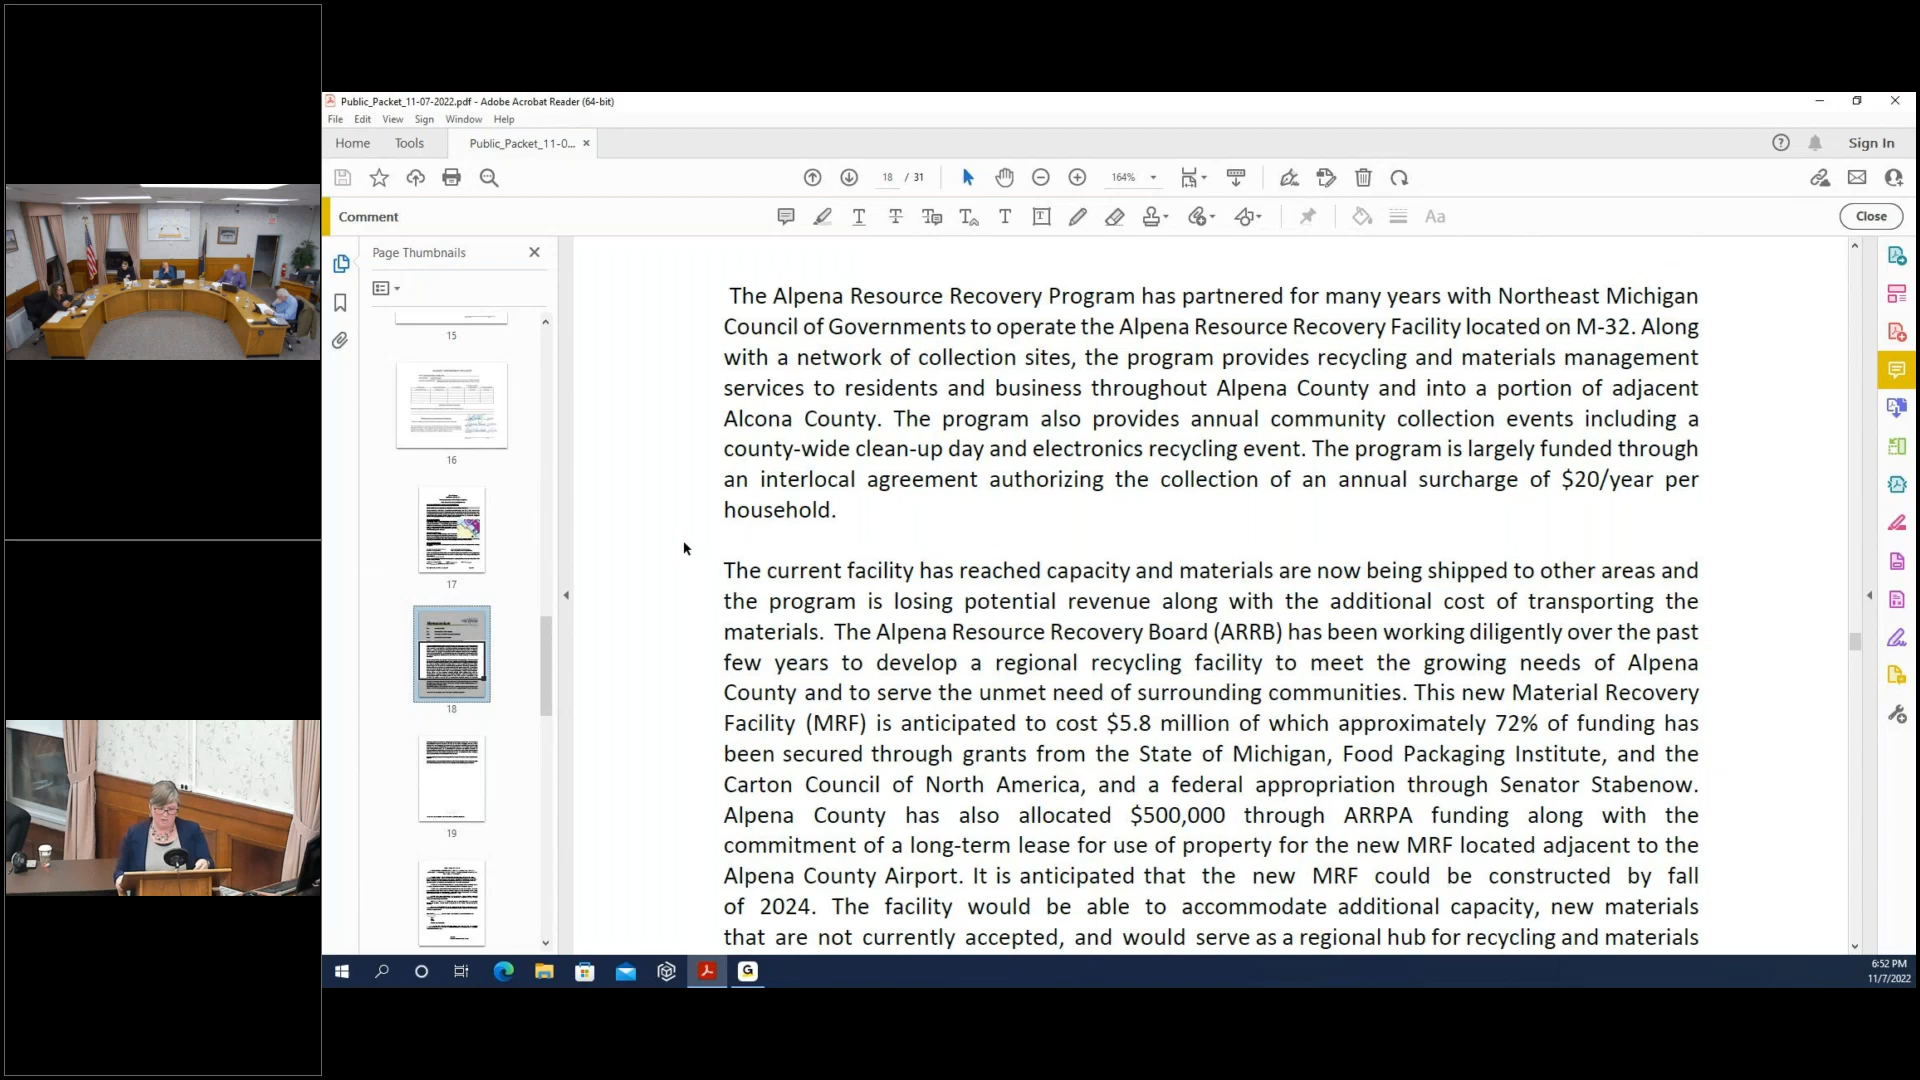 Public_Packet_11-07-2022.pdf - Adobe Acrobat Reader (64-bit)
File Edit View Sign Window Help
Home Tools Public_Packet_11-0... Sign In
18 / 31 164%
Comment Close
Page Thumbnails
15
16
17
18
19
The Alpena Resource Recovery Program has partnered for many years with Northeast Michigan
Council of Governments to operate the Alpena Resource Recovery Facility located on M-32. Along
with a network of collection sites, the program provides recycling and materials management
services to residents and business throughout Alpena County and into a portion of adjacent
Alcona County. The program also provides annual community collection events including a
county-wide clean-up day and electronics recycling event. The program is largely funded through
an interlocal agreement authorizing the collection of an annual surcharge of $20/year per
household.
The current facility has reached capacity and materials are now being shipped to other areas and
the program is losing potential revenue along with the additional cost of transporting the
materials. The Alpena Resource Recovery Board (ARRB) has been working diligently over the past
few years to develop a regional recycling facility to meet the growing needs of Alpena
County and to serve the unmet need of surrounding communities. This new Material Recovery
Facility (MRF) is anticipated to cost $5.8 million of which approximately 72% of funding has
been secured through grants from the State of Michigan, Food Packaging Institute, and the
Carton Council of North America, and a federal appropriation through Senator Stabenow.
Alpena County has also allocated $500,000 through ARRPA funding along with the
commitment of a long-term lease for use of property for the new MRF located adjacent to the
Alpena County Airport. It is anticipated that the new MRF could be constructed by fall
of 2024. The facility would be able to accommodate additional capacity, new materials
that are not currently accepted, and would serve as a regional hub for recycling and materials
6:52 PM
11/7/2022